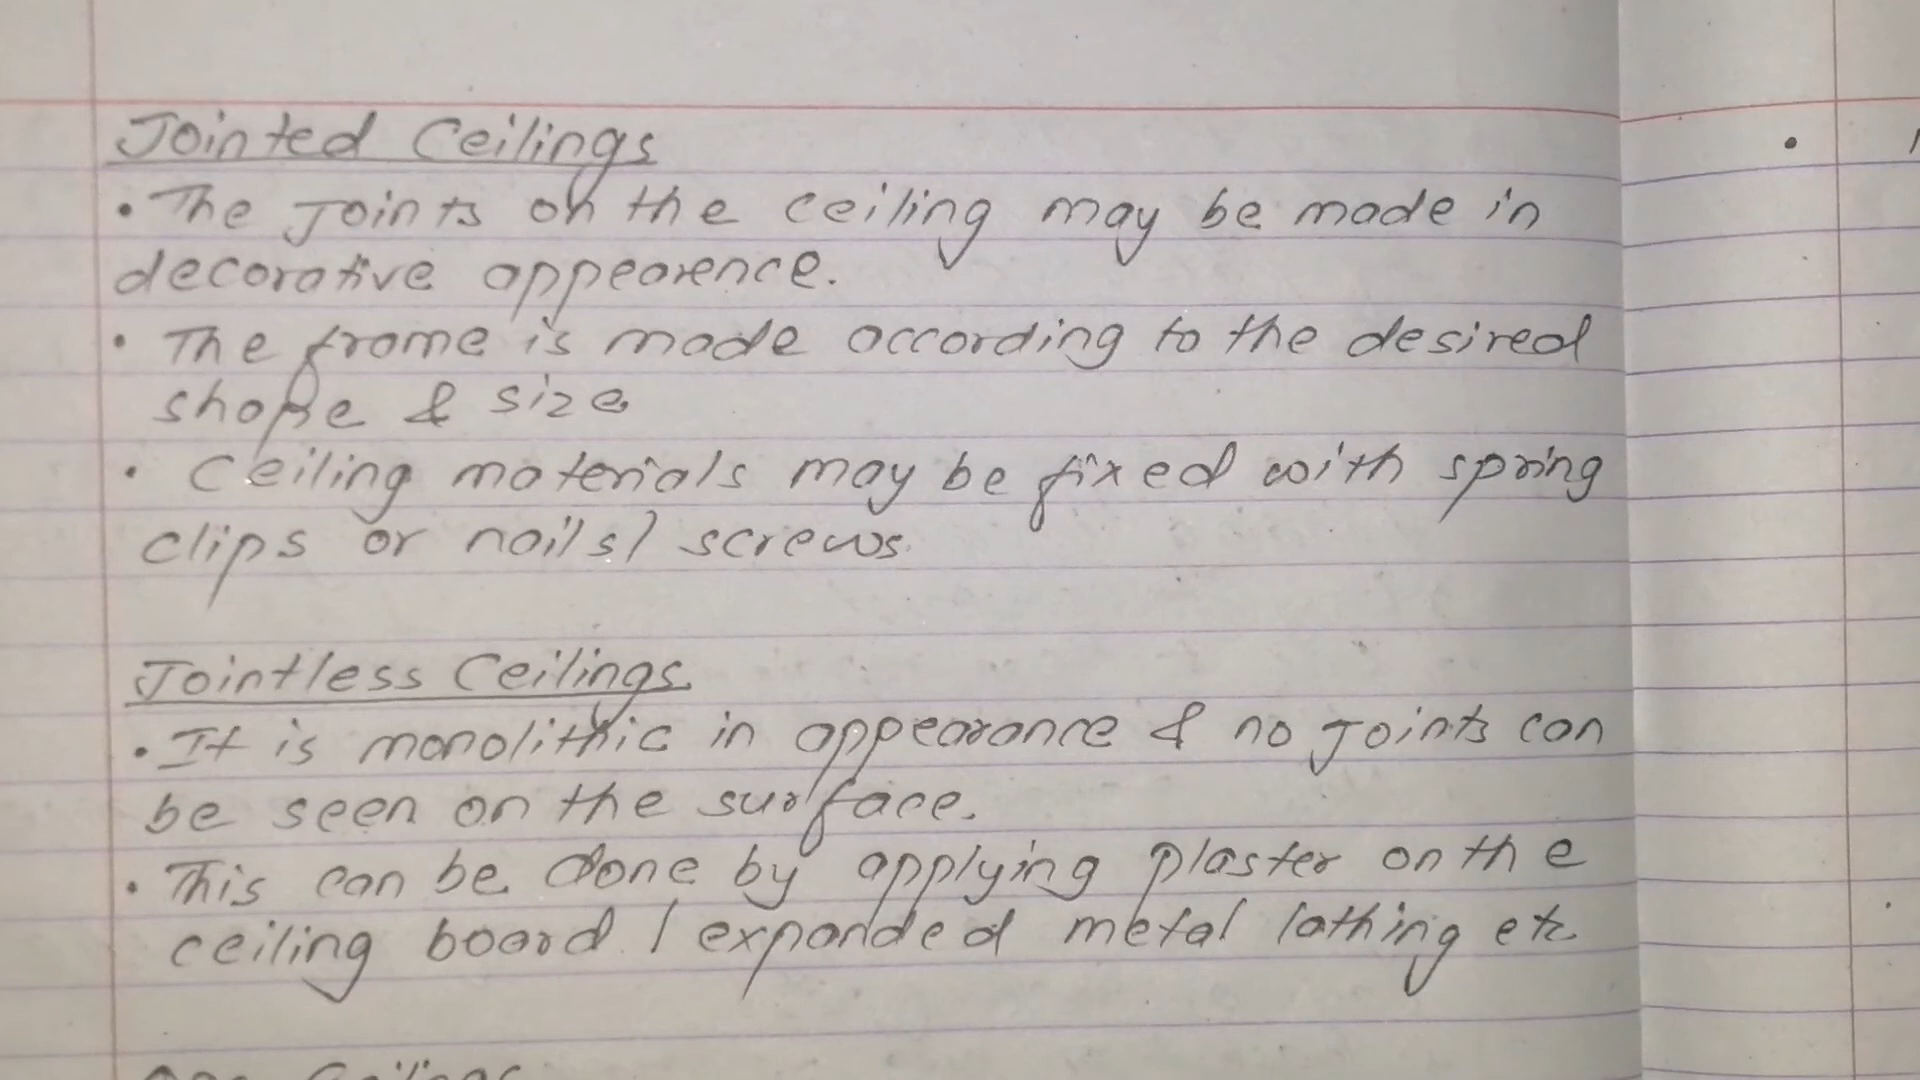 Jointed Ceilings
• The Joints on the ceiling may be made in
decorative appearence.
• The frame is made according to the desired
shape & size
• Ceiling materials may be fixed with spring
clips or nails/ screws.
Jointless Ceilings.
• It is monolithic in appearance & no Joints can
be seen on the surface.
• This can be done by applying plaster on the
ceiling board / expanded metal lathing etc.
Ceilings